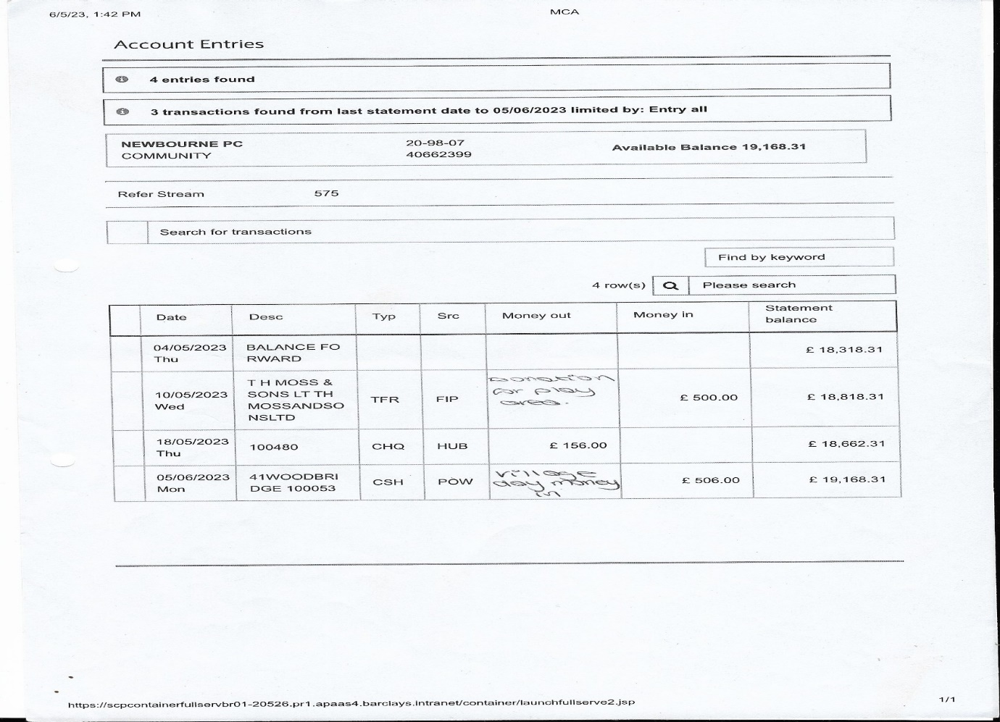 6/5/23, 1:42 PM
MCA
Account Entries
4 entries found
3 transactions found from last statement date to 05/06/2023 limited by: Entry all
NEWBOURNE PC
COMMUNITY
20-98-07
40662399
Available Balance 19,168.31
Refer Stream 575
Search for transactions
Find by keyword
4 row(s) Please search
Date Desc Typ Src Money out Money in Statement
balance
04/05/2023
Thu
BALANCE FO
RWARD
£ 18,318.31
10/05/2023
Wed
T H MOSS &
SONS LT TH
MOSSANDSO
NSLTD
TFR FIP
Donation
for play
area.
£ 500.00 £ 18,818.31
18/05/2023
Thu
100480 CHQ HUB £ 156.00 £ 18,662.31
05/06/2023
Mon
41WOODBRI
DGE 100053
CSH POW
village
day money
in
£ 506.00 £ 19,168.31
https://scpcontainerfullservbr01-20526.pr1.apaas4.barclays.intranet/container/launchfullserve2.jsp
1/1